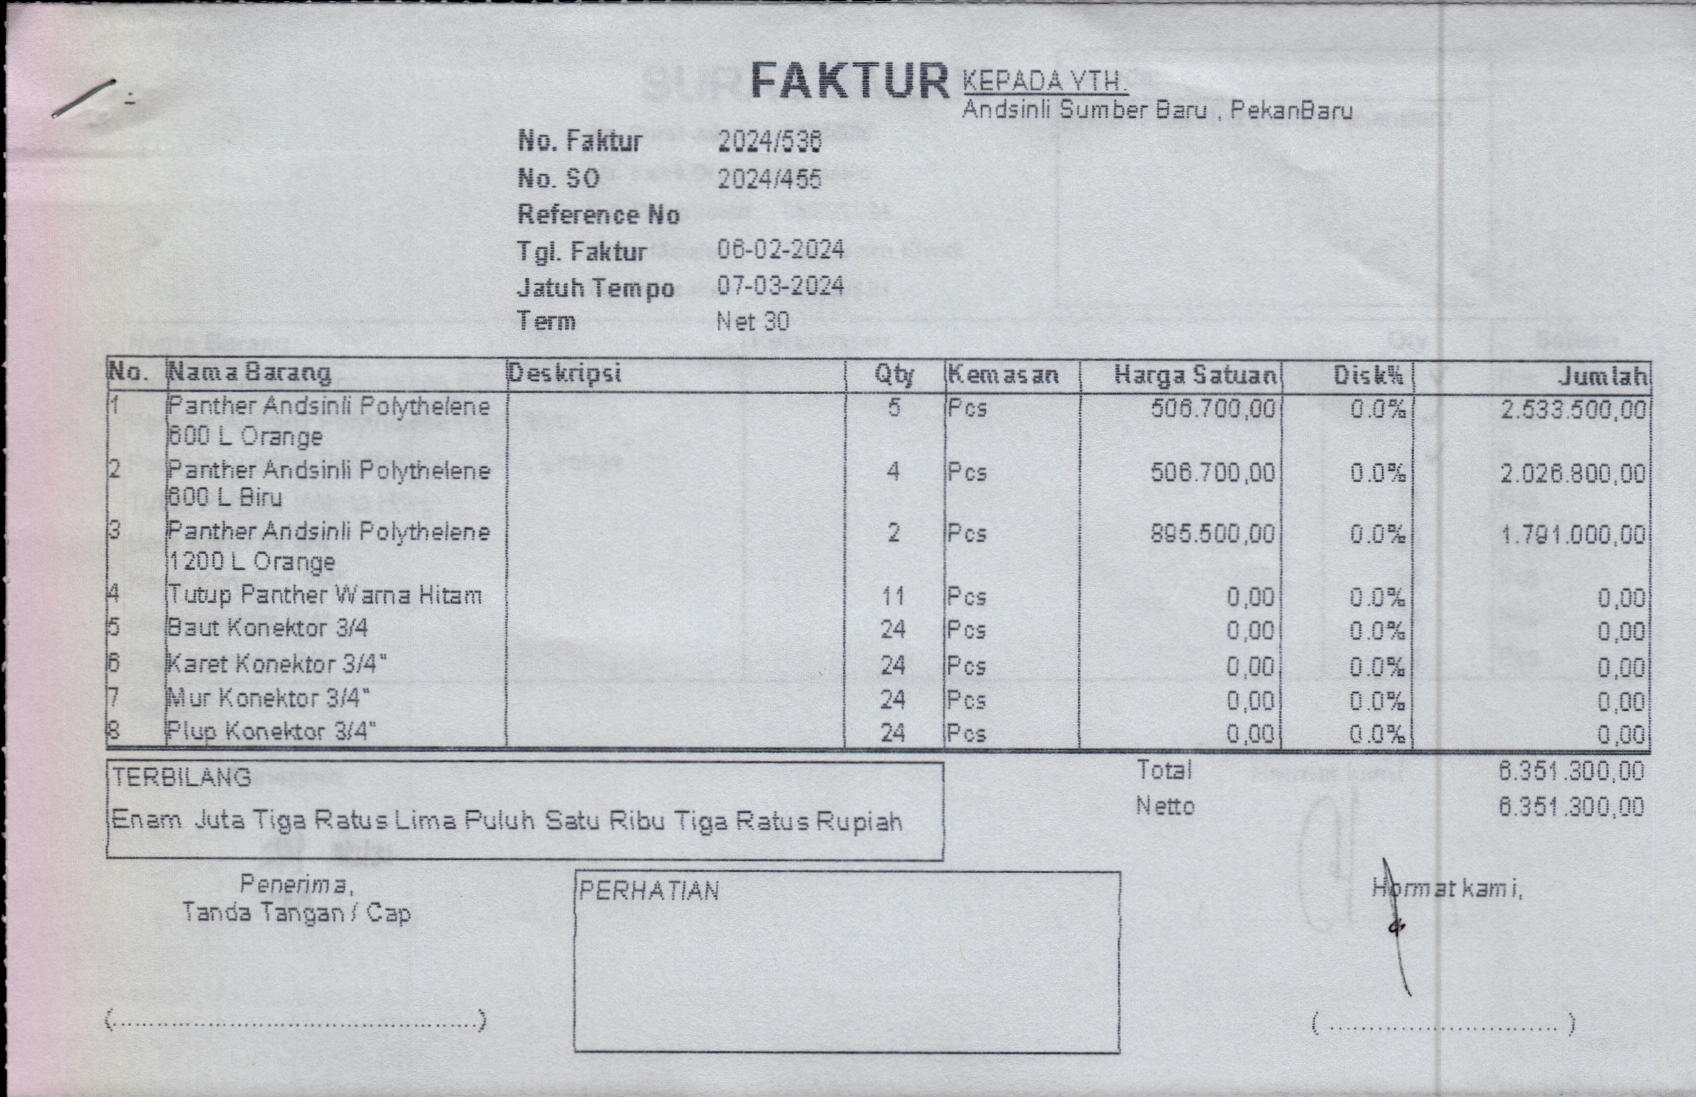 FAKTUR
KEPADA YTH.
Andsinli Sumber Baru , PekanBaru
No. Faktur 2024/536
No. SO 2024/455
Reference No
Tgl. Faktur 06-02-2024
Jatuh Tempo 07-03-2024
Term Net 30
No. Nama Barang Deskripsi Qty Kemasan Harga Satuan Disk% Jumlah
1 Panther Andsinli Polythelene 5 Pcs 506.700,00 0.0% 2.533.500,00
600 L Orange
2 Panther Andsinli Polythelene 4 Pcs 506.700,00 0.0% 2.026.800,00
600 L Biru
3 Panther Andsinli Polythelene 2 Pcs 895.500,00 0.0% 1.791.000,00
1200 L Orange
4 Tutup Panther Warna Hitam 11 Pcs 0,00 0.0% 0,00
5 Baut Konektor 3/4 24 Pcs 0,00 0.0% 0,00
6 Karet Konektor 3/4" 24 Pcs 0,00 0.0% 0,00
7 Mur Konektor 3/4" 24 Pcs 0,00 0.0% 0,00
8 Plup Konektor 3/4" 24 Pcs 0,00 0.0% 0,00
TERBILANG
Enam Juta Tiga Ratus Lima Puluh Satu Ribu Tiga Ratus Rupiah
Total 6.351.300,00
Netto 6.351.300,00
Penerima,
Tanda Tangan / Cap
PERHATIAN
Hormat kami,
(................................................)
( .............................. )